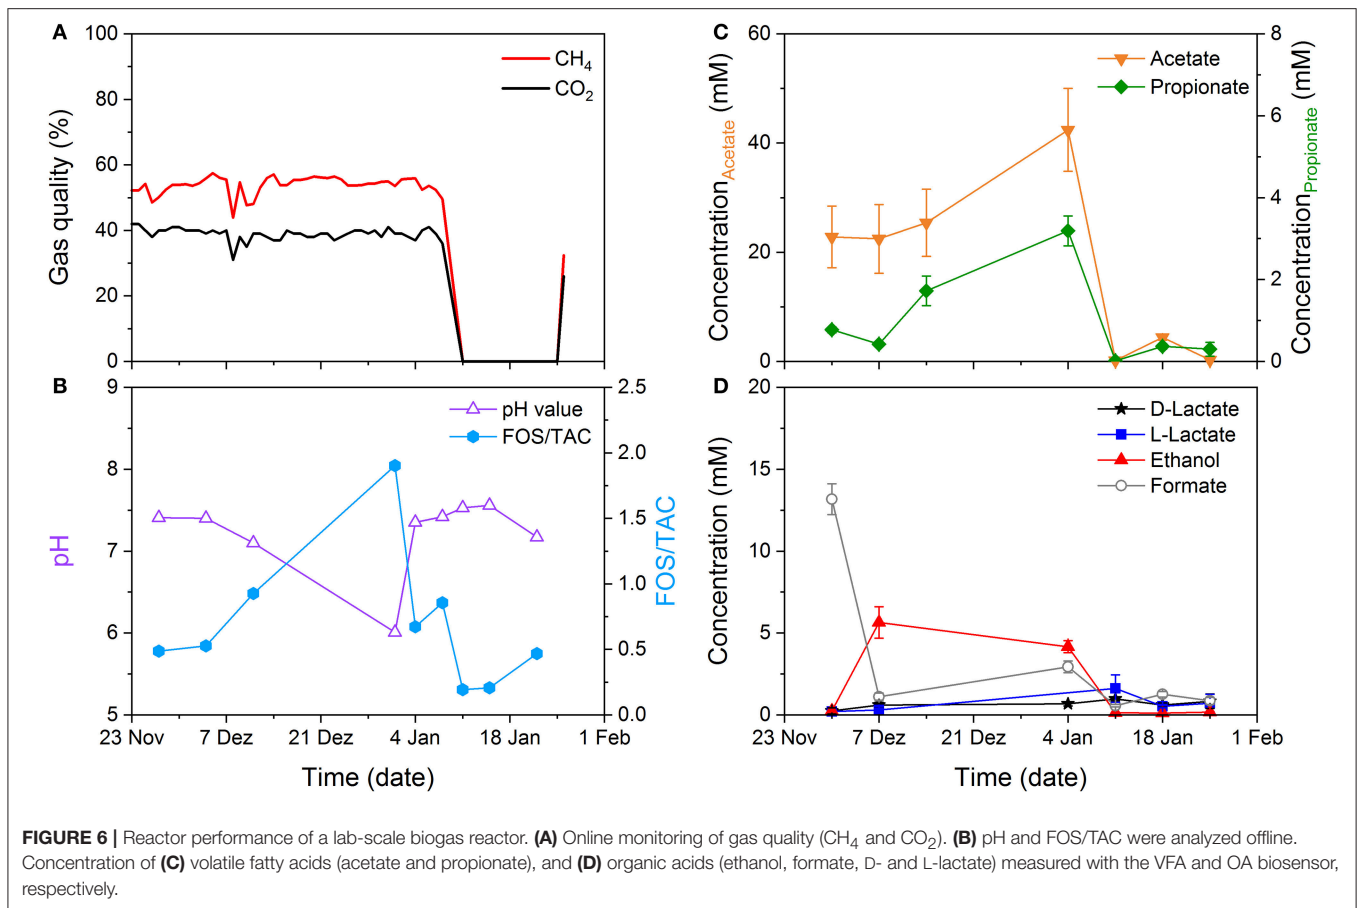 A
100
80
60
40
20
0
Gas quality (%)
CH4
CO2
B
9
8
7
6
5
pH
2.5
2.0
1.5
1.0
0.5
0.0
FOS/TAC
pH value
FOS/TAC
23 Nov 7 Dez 21 Dez 4 Jan 18 Jan 1 Feb
Time (date)
C
60
40
20
0
ConcentrationAcetate (mM)
8
6
4
2
0
ConcentrationPropionate (mM)
Acetate
Propionate
D
20
15
10
5
0
Concentration (mM)
D-Lactate
L-Lactate
Ethanol
Formate
23 Nov 7 Dez 21 Dez 4 Jan 18 Jan 1 Feb
Time (date)
FIGURE 6 | Reactor performance of a lab-scale biogas reactor. (A) Online monitoring of gas quality (CH4 and CO2). (B) pH and FOS/TAC were analyzed offline.
Concentration of (C) volatile fatty acids (acetate and propionate), and (D) organic acids (ethanol, formate, D- and L-lactate) measured with the VFA and OA biosensor,
respectively.